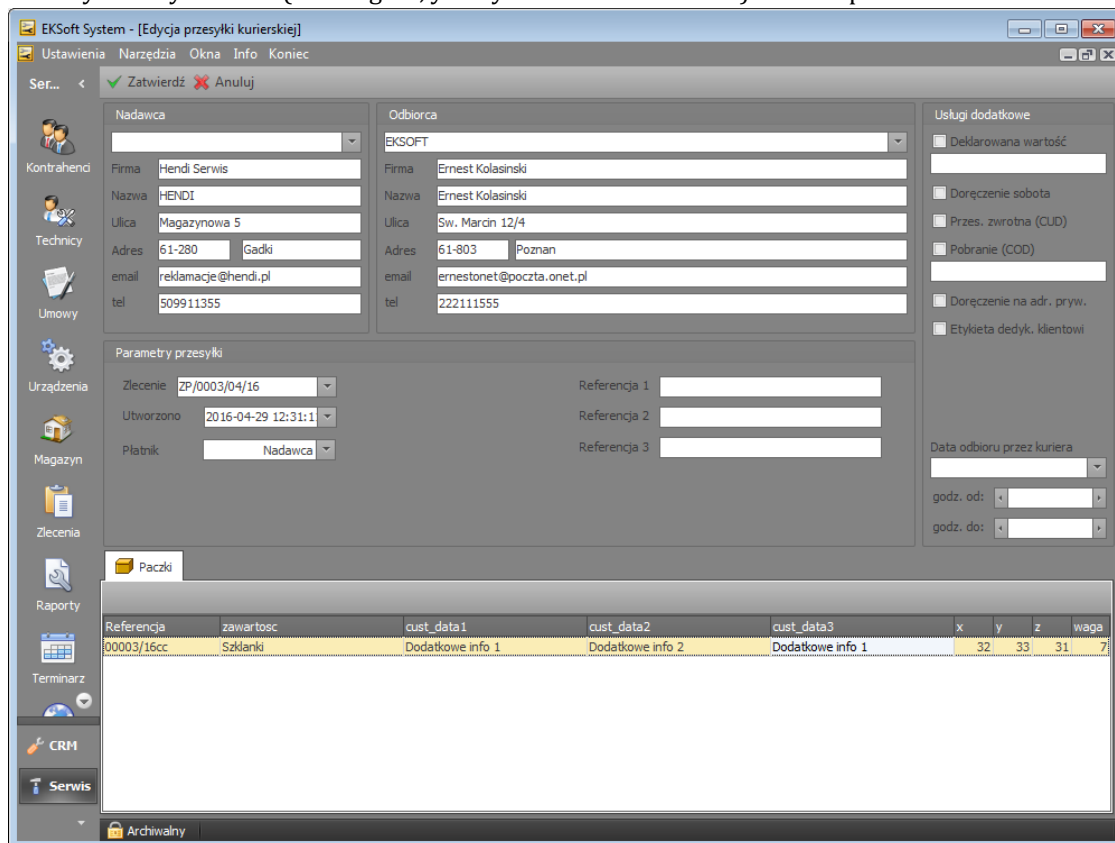 EKSoft System - [Edycja przesyłki kurierskiej]
Ustawienia Narzędzia Okna Info Koniec
Ser... Zatwierdź Anuluj
Kontrahenci
Technicy
Umowy
Urządzenia
Magazyn
Zlecenia
Raporty
Terminarz
CRM
Serwis
Nadawca
Firma Hendi Serwis
Nazwa HENDI
Ulica Magazynowa 5
Adres 61-280 Gadki
email reklamacje@hendi.pl
tel 509911355
Odbiorca
EKSOFT
Firma Ernest Kolasinski
Nazwa Ernest Kolasinski
Ulica Sw. Marcin 12/4
Adres 61-803 Poznan
email ernestonet@poczta.onet.pl
tel 222111555
Usługi dodatkowe
Deklarowana wartość
Doręczenie sobota
Przes. zwrotna (CUD)
Pobranie (COD)
Doręczenie na adr. pryw.
Etykieta dedyk. klientowi
Data odbioru przez kuriera
godz. od:
godz. do:
Parametry przesyłki
Zlecenie ZP/0003/04/16
Utworzono 2016-04-29 12:31:1
Płatnik Nadawca
Referencja 1
Referencja 2
Referencja 3
Paczki
Referencja zawartosc cust_data1 cust_data2 cust_data3 x y z waga
00003/16cc Szklanki Dodatkowe info 1 Dodatkowe info 2 Dodatkowe info 1 32 33 31 7
Archiwalny